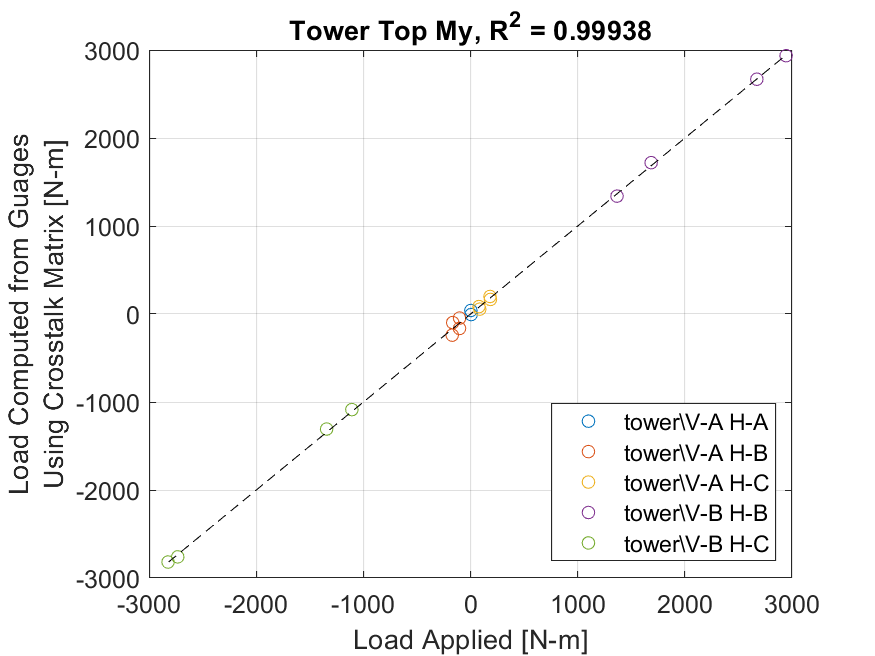 Tower Top My, R² = 0.99938
Load Computed from Guages
Using Crosstalk Matrix [N-m]
3000
2000
1000
0
-1000
-2000
-3000
tower\V-A H-A
tower\V-A H-B
tower\V-A H-C
tower\V-B H-B
tower\V-B H-C
-3000 -2000 -1000 0 1000 2000 3000
Load Applied [N-m]